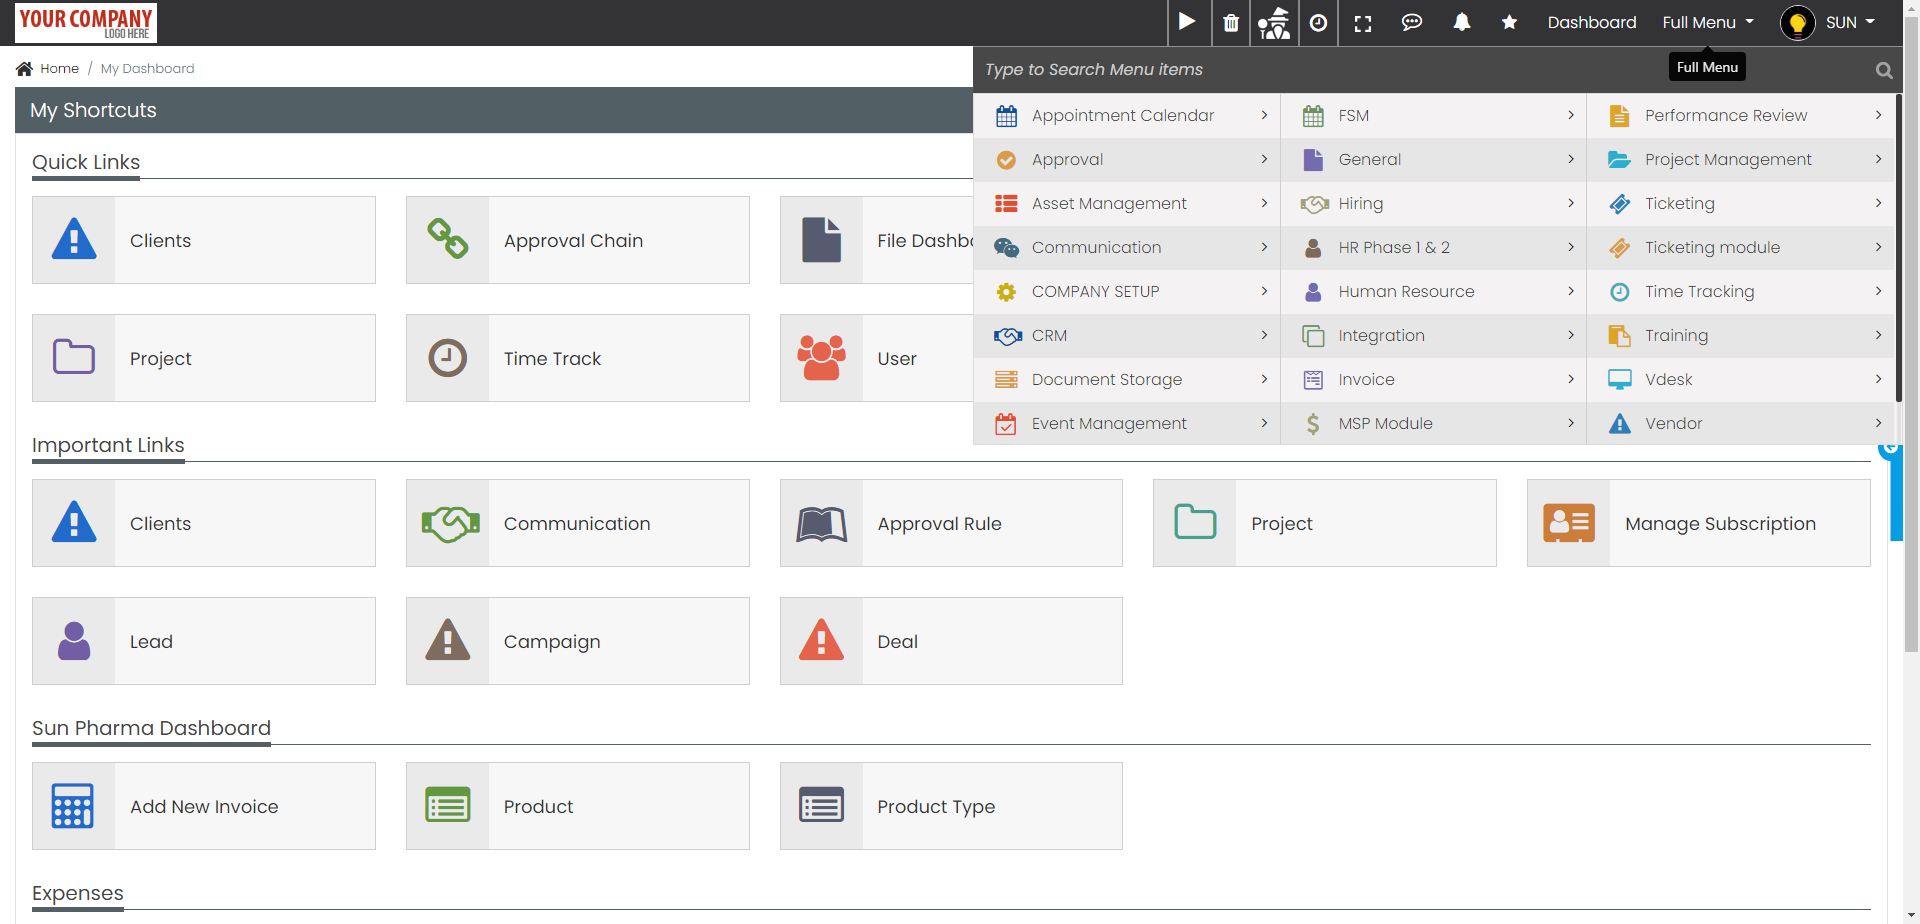 YOUR COMPANY
LOGO HERE
Dashboard
Full Menu
SUN
Home / My Dashboard
Type to Search Menu items
Full Menu
My Shortcuts
Appointment Calendar
FSM
Performance Review
Approval
General
Project Management
Asset Management
Hiring
Ticketing
Communication
HR Phase 1 & 2
Ticketing module
COMPANY SETUP
Human Resource
Time Tracking
CRM
Integration
Training
Document Storage
Invoice
Vdesk
Event Management
MSP Module
Vendor
Quick Links
Clients
Approval Chain
File Dashbo
Project
Time Track
User
Important Links
Clients
Communication
Approval Rule
Project
Manage Subscription
Lead
Campaign
Deal
Sun Pharma Dashboard
Add New Invoice
Product
Product Type
Expenses